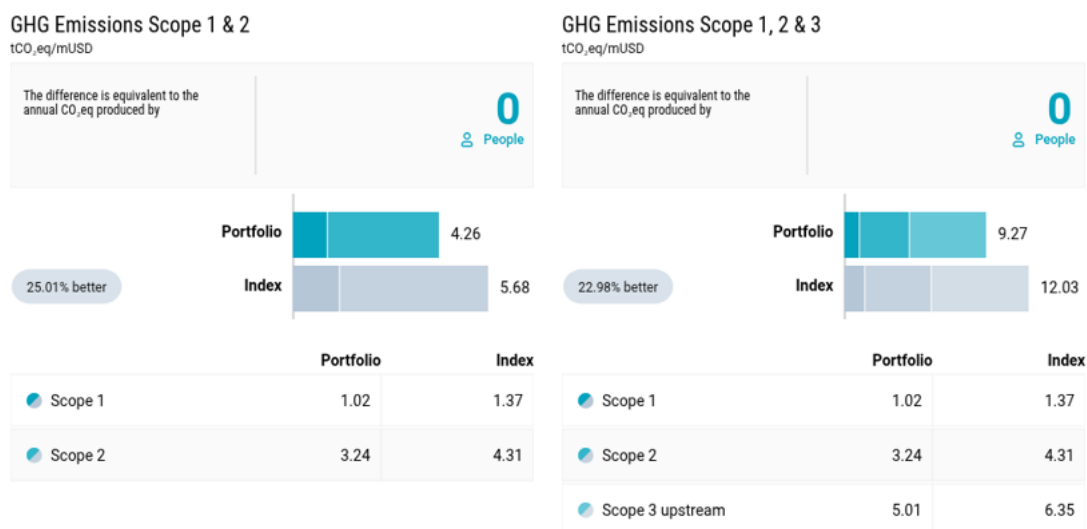 GHG Emissions Scope 1 & 2
tCO₂eq/mUSD
The difference is equivalent to the
annual CO₂eq produced by
0
People
Portfolio 4.26
25.01% better Index 5.68
Portfolio Index
Scope 1 1.02 1.37
Scope 2 3.24 4.31
GHG Emissions Scope 1, 2 & 3
tCO₂eq/mUSD
The difference is equivalent to the
annual CO₂eq produced by
0
People
Portfolio 9.27
22.98% better Index 12.03
Portfolio Index
Scope 1 1.02 1.37
Scope 2 3.24 4.31
Scope 3 upstream 5.01 6.35